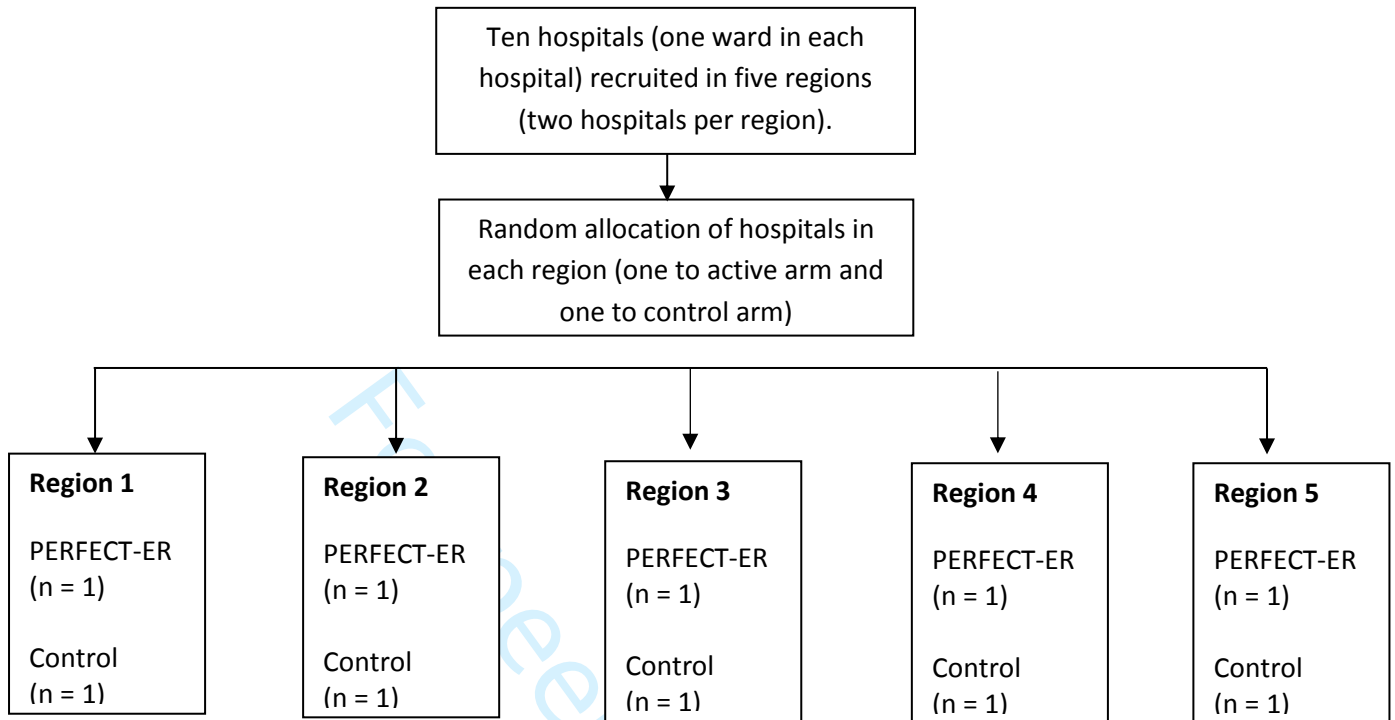 Ten hospitals (one ward in each
hospital) recruited in five regions
(two hospitals per region).
Random allocation of hospitals in
each region (one to active arm and
one to control arm)
Region 1
PERFECT-ER
(n = 1)
Control
(n = 1)
Region 2
PERFECT-ER
(n = 1)
Control
(n = 1)
Region 3
PERFECT-ER
(n = 1)
Control
(n = 1)
Region 4
PERFECT-ER
(n = 1)
Control
(n = 1)
Region 5
PERFECT-ER
(n = 1)
Control
(n = 1)